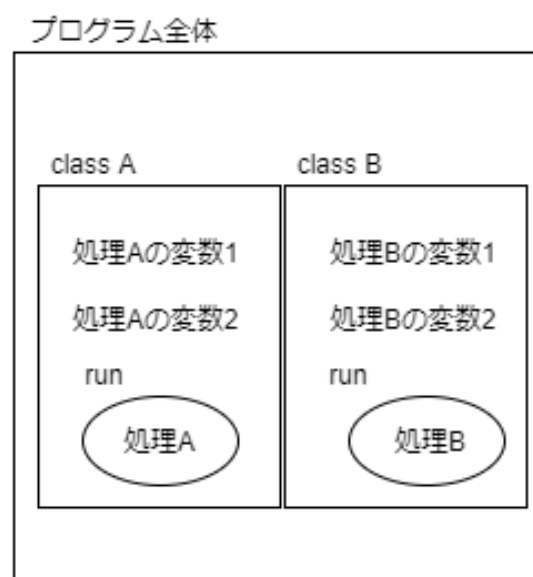 プログラム全体
class A
処理Aの変数1
処理Aの変数2
run
処理A
class B
処理Bの変数1
処理Bの変数2
run
処理B